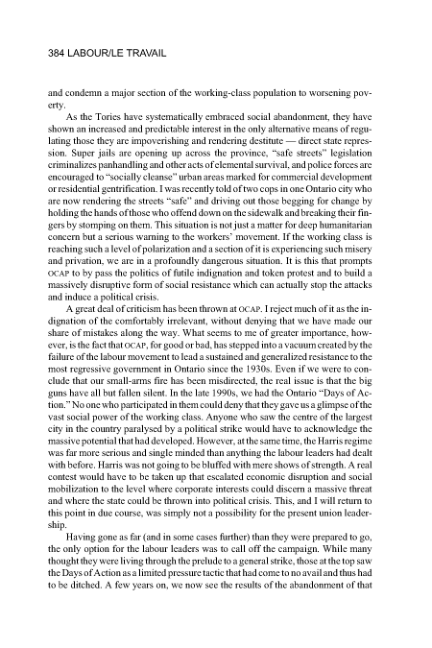 384 LABOUR/LE TRAVAIL
and condemn a major section of the working-class population to worsening pov-
erty.
As the Tories have systematically embraced social abandonment, they have
shown an increased and predictable interest in the only alternative means of regu-
lating those they are impoverishing and rendering destitute — direct state repres-
sion. Super jails are opening up across the province, "safe streets" legislation
criminalizes panhandling and other acts of elemental survival, and police forces are
encouraged to "socially cleanse" urban areas marked for commercial development
or residential gentrification. I was recently told of two cops in one Ontario city who
are now rendering the streets "safe" and driving out those begging for change by
holding the hands of those who offend down on the sidewalk and breaking their fin-
gers by stomping on them. This situation is not just a matter for deep humanitarian
concern but a serious warning to the workers' movement. If the working class is
reaching such a level of polarization and a section of it is experiencing such misery
and privation, we are in a profoundly dangerous situation. It is this that prompts
OCAP to by pass the politics of futile indignation and token protest and to build a
massively disruptive form of social resistance which can actually stop the attacks
and induce a political crisis.
A great deal of criticism has been thrown at OCAP. I reject much of it as the in-
dignation of the comfortably irrelevant, without denying that we have made our
share of mistakes along the way. What seems to me of greater importance, how-
ever, is the fact that OCAP, for good or bad, has stepped into a vacuum created by the
failure of the labour movement to lead a sustained and generalized resistance to the
most regressive government in Ontario since the 1930s. Even if we were to con-
clude that our small-arms fire has been misdirected, the real issue is that the big
guns have all but fallen silent. In the late 1990s, we had the Ontario "Days of Ac-
tion." No one who participated in them could deny that they gave us a glimpse of the
vast social power of the working class. Anyone who saw the centre of the largest
city in the country paralysed by a political strike would have to acknowledge the
massive potential that had developed. However, at the same time, the Harris regime
was far more serious and single minded than anything the labour leaders had dealt
with before. Harris was not going to be bluffed with mere shows of strength. A real
contest would have to be taken up that escalated economic disruption and social
mobilization to the level where corporate interests could discern a massive threat
and where the state could be thrown into political crisis. This, and I will return to
this point in due course, was simply not a possibility for the present union leader-
ship.
Having gone as far (and in some cases further) than they were prepared to go,
the only option for the labour leaders was to call off the campaign. While many
thought they were living through the prelude to a general strike, those at the top saw
the Days of Action as a limited pressure tactic that had come to no avail and thus had
to be ditched. A few years on, we now see the results of the abandonment of that